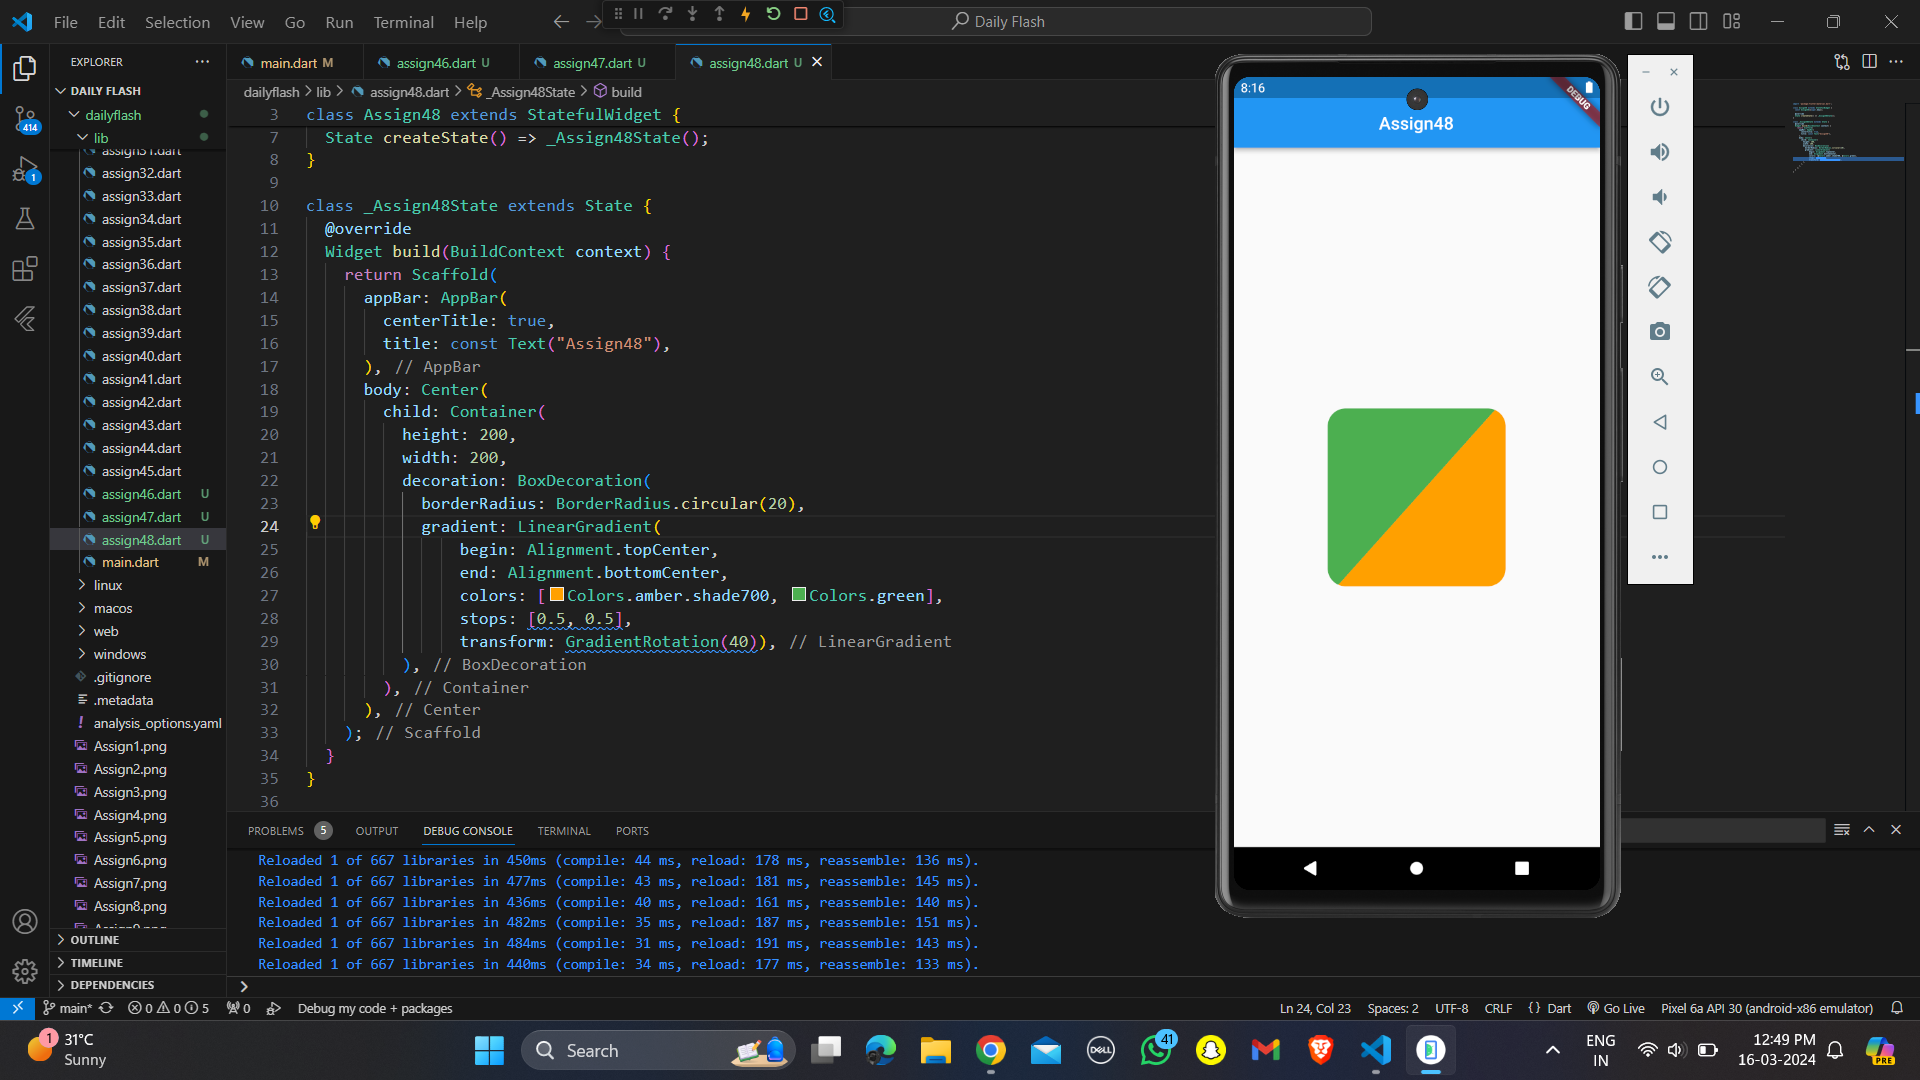 File Edit Selection View Go Run Terminal Help
Daily Flash
EXPLORER
DAILY FLASH
dailyflash
lib
assign31.dart
assign32.dart
assign33.dart
assign34.dart
assign35.dart
assign36.dart
assign37.dart
assign38.dart
assign39.dart
assign40.dart
assign41.dart
assign42.dart
assign43.dart
assign44.dart
assign45.dart
assign46.dart U
assign47.dart U
assign48.dart U
main.dart M
linux
macos
web
windows
.gitignore
.metadata
analysis_options.yaml
Assign1.png
Assign2.png
Assign3.png
Assign4.png
Assign5.png
Assign6.png
Assign7.png
Assign8.png
OUTLINE
TIMELINE
DEPENDENCIES
414
1
main.dart M assign46.dart U assign47.dart U assign48.dart U
dailyflash > lib > assign48.dart > _Assign48State > build
3 class Assign48 extends StatefulWidget {
7 State createState() => _Assign48State();
8 }
9
10 class _Assign48State extends State {
11 @override
12 Widget build(BuildContext context) {
13 return Scaffold(
14 appBar: AppBar(
15 centerTitle: true,
16 title: const Text("Assign48"),
17 ), // AppBar
18 body: Center(
19 child: Container(
20 height: 200,
21 width: 200,
22 decoration: BoxDecoration(
23 borderRadius: BorderRadius.circular(20),
24 gradient: LinearGradient(
25 begin: Alignment.topCenter,
26 end: Alignment.bottomCenter,
27 colors: [Colors.amber.shade700, Colors.green],
28 stops: [0.5, 0.5],
29 transform: GradientRotation(40)), // LinearGradient
30 ), // BoxDecoration
31 ), // Container
32 ), // Center
33 ); // Scaffold
34 }
35 }
36
8:16
DEBUG
Assign48
PROBLEMS 5 OUTPUT DEBUG CONSOLE TERMINAL PORTS
Reloaded 1 of 667 libraries in 450ms (compile: 44 ms, reload: 178 ms, reassemble: 136 ms).
Reloaded 1 of 667 libraries in 477ms (compile: 43 ms, reload: 181 ms, reassemble: 145 ms).
Reloaded 1 of 667 libraries in 436ms (compile: 40 ms, reload: 161 ms, reassemble: 140 ms).
Reloaded 1 of 667 libraries in 482ms (compile: 35 ms, reload: 187 ms, reassemble: 151 ms).
Reloaded 1 of 667 libraries in 484ms (compile: 31 ms, reload: 191 ms, reassemble: 143 ms).
Reloaded 1 of 667 libraries in 440ms (compile: 34 ms, reload: 177 ms, reassemble: 133 ms).
main* 0 0 5 0 Debug my code + packages Ln 24, Col 23 Spaces: 2 UTF-8 CRLF { } Dart Go Live Pixel 6a API 30 (android-x86 emulator)
1
31°C
Sunny
Search
DELL
41
ENG
IN
12:49 PM
16-03-2024
PRE